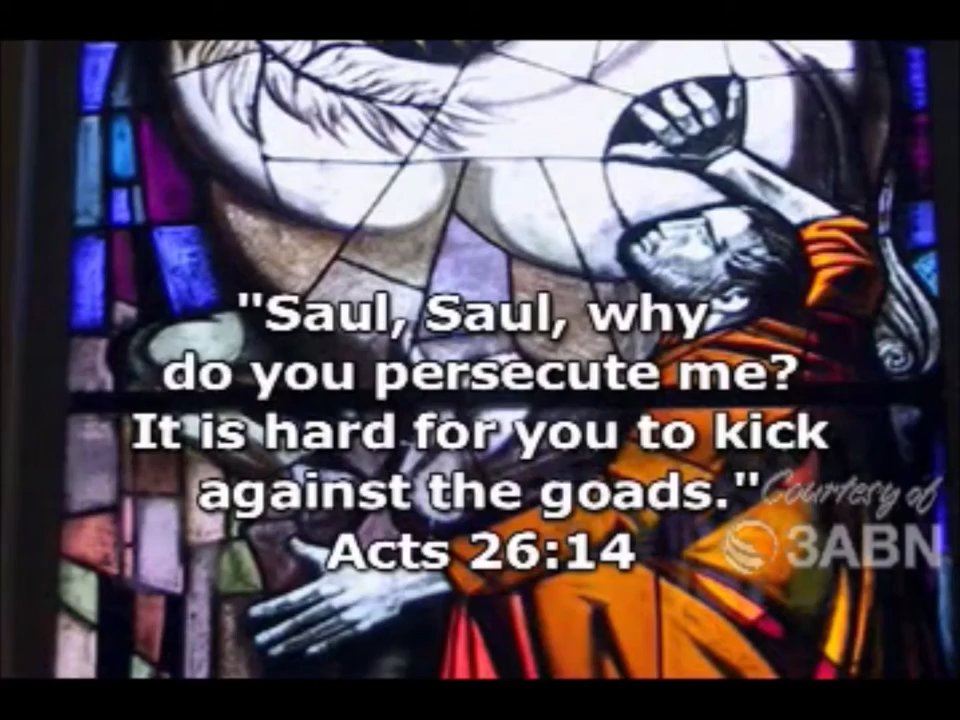 "Saul, Saul, why
do you persecute me?
It is hard for you to kick
against the goads."
Acts 26:14
Courtesy of
3ABN